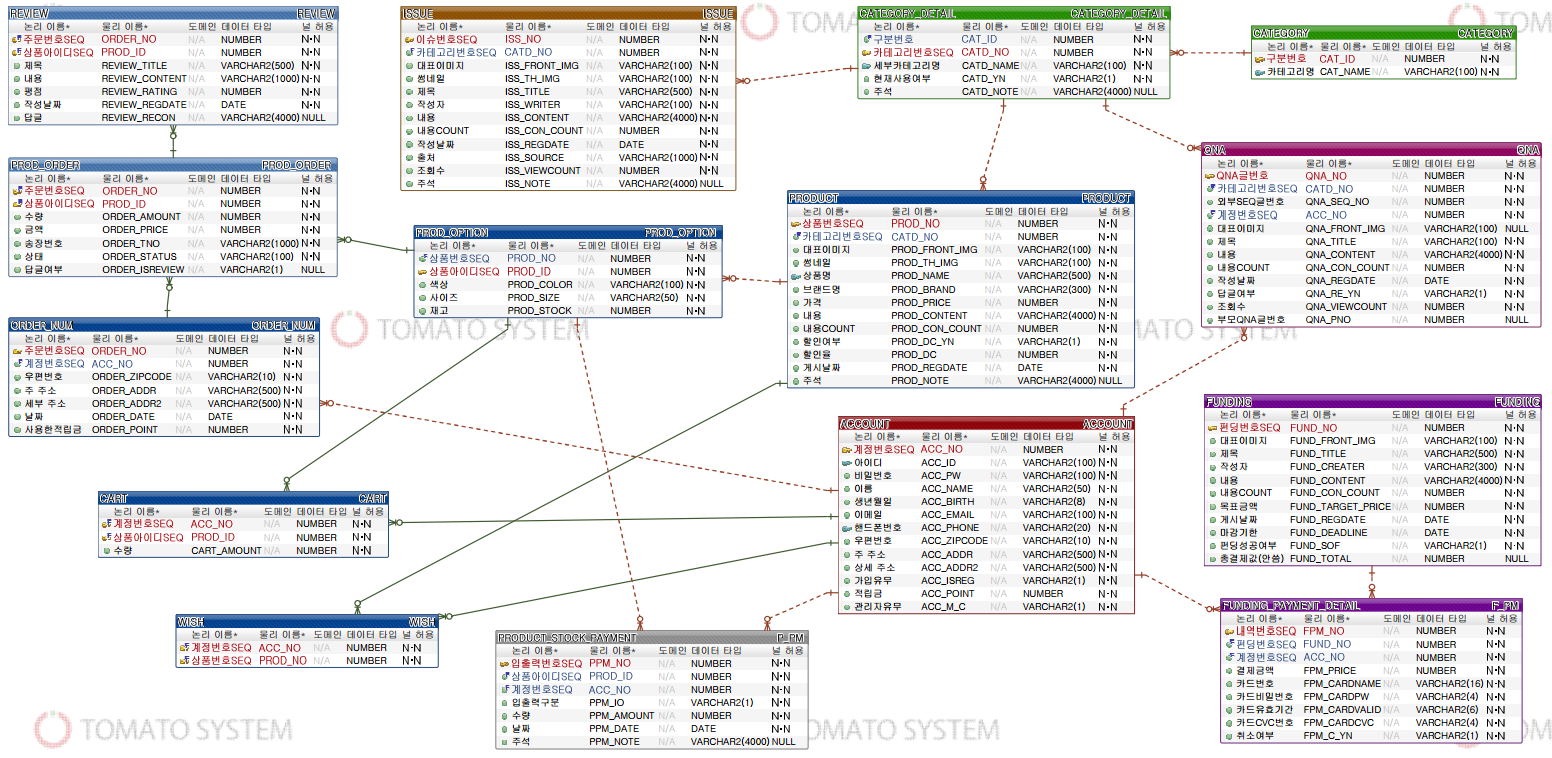 REVIEW REVIEW
논리 이름* 물리 이름* 도메인 데이터 타입 널 허용
주문번호SEQ ORDER_NO N/A NUMBER N·N
상품아이디SEQ PROD_ID N/A NUMBER N·N
제목 REVIEW_TITLE N/A VARCHAR2(500) N·N
내용 REVIEW_CONTENT N/A VARCHAR2(1000) N·N
평점 REVIEW_RATING N/A NUMBER N·N
작성날짜 REVIEW_REGDATE N/A DATE N·N
답글 REVIEW_RECON N/A VARCHAR2(4000) NULL
ISSUE ISSUE
논리 이름* 물리 이름* 도메인 데이터 타입 널 허용
이슈번호SEQ ISS_NO N/A NUMBER N·N
카테고리번호SEQ CATD_NO N/A NUMBER N·N
대표이미지 ISS_FRONT_IMG N/A VARCHAR2(100) N·N
썸네일 ISS_TH_IMG N/A VARCHAR2(100) N·N
제목 ISS_TITLE N/A VARCHAR2(500) N·N
작성자 ISS_WRITER N/A VARCHAR2(100) N·N
내용 ISS_CONTENT N/A VARCHAR2(4000) N·N
내용COUNT ISS_CON_COUNT N/A NUMBER N·N
작성날짜 ISS_REGDATE N/A DATE N·N
출처 ISS_SOURCE N/A VARCHAR2(1000) N·N
조회수 ISS_VIEWCOUNT N/A NUMBER N·N
주석 ISS_NOTE N/A VARCHAR2(4000) NULL
CATEGORY_DETAIL CATEGORY_DETAIL
논리 이름* 물리 이름* 도메인 데이터 타입 널 허용
구분번호 CAT_ID N/A NUMBER N·N
카테고리번호SEQ CATD_NO N/A NUMBER N·N
세부카테고리명 CATD_NAME N/A VARCHAR2(100) N·N
현재사용여부 CATD_YN N/A VARCHAR2(1) N·N
주석 CATD_NOTE N/A VARCHAR2(4000) N·N
CATEGORY CATEGORY
논리 이름* 물리 이름* 도메인 데이터 타입 널 허용
구분번호 CAT_ID N/A NUMBER N·N
카테고리명 CAT_NAME N/A VARCHAR2(100) N·N
PROD_ORDER PROD_ORDER
논리 이름* 물리 이름* 도메인 데이터 타입 널 허용
주문번호SEQ ORDER_NO N/A NUMBER N·N
상품아이디SEQ PROD_ID N/A NUMBER N·N
수량 ORDER_AMOUNT N/A NUMBER N·N
금액 ORDER_PRICE N/A NUMBER N·N
송장번호 ORDER_TNO N/A VARCHAR2(1000) N·N
상태 ORDER_STATUS N/A VARCHAR2(100) N·N
답글여부 ORDER_ISREVIEW N/A VARCHAR2(1) NULL
PROD_OPTION PROD_OPTION
논리 이름* 물리 이름* 도메인 데이터 타입 널 허용
상품번호SEQ PROD_NO N/A NUMBER N·N
상품아이디SEQ PROD_ID N/A NUMBER N·N
색상 PROD_COLOR N/A VARCHAR2(100) N·N
사이즈 PROD_SIZE N/A VARCHAR2(50) N·N
재고 PROD_STOCK N/A NUMBER N·N
PRODUCT PRODUCT
논리 이름* 물리 이름* 도메인 데이터 타입 널 허용
상품번호SEQ PROD_NO N/A NUMBER N·N
카테고리번호SEQ CATD_NO N/A NUMBER N·N
대표이미지 PROD_FRONT_IMG N/A VARCHAR2(100) N·N
썸네일 PROD_TH_IMG N/A VARCHAR2(100) N·N
상품명 PROD_NAME N/A VARCHAR2(500) N·N
브랜드명 PROD_BRAND N/A VARCHAR2(300) N·N
가격 PROD_PRICE N/A NUMBER N·N
내용 PROD_CONTENT N/A VARCHAR2(4000) N·N
내용COUNT PROD_CON_COUNT N/A NUMBER N·N
할인여부 PROD_DC_YN N/A VARCHAR2(1) N·N
할인율 PROD_DC N/A NUMBER N·N
게시날짜 PROD_REGDATE N/A DATE N·N
주석 PROD_NOTE N/A VARCHAR2(4000) NULL
QNA QNA
논리 이름* 물리 이름* 도메인 데이터 타입 널 허용
QNA글번호 QNA_NO N/A NUMBER N·N
카테고리번호SEQ CATD_NO N/A NUMBER N·N
외부SEQ글번호 QNA_SEQ_NO N/A NUMBER N·N
계정번호SEQ ACC_NO N/A NUMBER N·N
대표이미지 QNA_FRONT_IMG N/A VARCHAR2(100) NULL
제목 QNA_TITLE N/A VARCHAR2(100) N·N
내용 QNA_CONTENT N/A VARCHAR2(4000) N·N
내용COUNT QNA_CON_COUNT N/A NUMBER N·N
작성날짜 QNA_REGDATE N/A DATE N·N
답글여부 QNA_RE_YN N/A VARCHAR2(1) N·N
조회수 QNA_VIEWCOUNT N/A NUMBER N·N
부모QNA글번호 QNA_PNO N/A NUMBER NULL
ORDER_NUM ORDER_NUM
논리 이름* 물리 이름* 도메인 데이터 타입 널 허용
주문번호SEQ ORDER_NO N/A NUMBER N·N
계정번호SEQ ACC_NO N/A NUMBER N·N
우편번호 ORDER_ZIPCODE N/A VARCHAR2(10) N·N
주 주소 ORDER_ADDR N/A VARCHAR2(500) N·N
세부 주소 ORDER_ADDR2 N/A VARCHAR2(500) N·N
날짜 ORDER_DATE N/A DATE N·N
사용한적립금 ORDER_POINT N/A NUMBER N·N
ACCOUNT ACCOUNT
논리 이름* 물리 이름* 도메인 데이터 타입 널 허용
계정번호SEQ ACC_NO N/A NUMBER N·N
아이디 ACC_ID N/A VARCHAR2(100) N·N
비밀번호 ACC_PW N/A VARCHAR2(100) N·N
이름 ACC_NAME N/A VARCHAR2(50) N·N
생년월일 ACC_BIRTH N/A VARCHAR2(8) N·N
이메일 ACC_EMAIL N/A VARCHAR2(100) N·N
핸드폰번호 ACC_PHONE N/A VARCHAR2(20) N·N
우편번호 ACC_ZIPCODE N/A VARCHAR2(10) N·N
주 주소 ACC_ADDR N/A VARCHAR2(500) N·N
상세 주소 ACC_ADDR2 N/A VARCHAR2(500) N·N
가입유무 ACC_ISREG N/A VARCHAR2(1) N·N
적립금 ACC_POINT N/A NUMBER N·N
관리자유무 ACC_M_C N/A VARCHAR2(1) N·N
FUNDING FUNDING
논리 이름* 물리 이름* 도메인 데이터 타입 널 허용
펀딩번호SEQ FUND_NO N/A NUMBER N·N
대표이미지 FUND_FRONT_IMG N/A VARCHAR2(100) N·N
제목 FUND_TITLE N/A VARCHAR2(500) N·N
작성자 FUND_CREATER N/A VARCHAR2(300) N·N
내용 FUND_CONTENT N/A VARCHAR2(4000) N·N
내용COUNT FUND_CON_COUNT N/A NUMBER N·N
목표금액 FUND_TARGET_PRICE N/A NUMBER N·N
게시날짜 FUND_REGDATE N/A DATE N·N
마감기한 FUND_DEADLINE N/A DATE N·N
펀딩성공여부 FUND_SOF N/A VARCHAR2(1) N·N
총결제값(안씀) FUND_TOTAL N/A NUMBER NULL
CART CART
논리 이름* 물리 이름* 도메인 데이터 타입 널 허용
계정번호SEQ ACC_NO N/A NUMBER N·N
상품아이디SEQ PROD_ID N/A NUMBER N·N
수량 CART_AMOUNT N/A NUMBER N·N
WISH WISH
논리 이름* 물리 이름* 도메인 데이터 타입 널 허용
계정번호SEQ ACC_NO N/A NUMBER N·N
상품번호SEQ PROD_NO N/A NUMBER N·N
PRODUCT_STOCK_PAYMENT P_PM
논리 이름* 물리 이름* 도메인 데이터 타입 널 허용
입출력번호SEQ PPM_NO N/A NUMBER N·N
상품아이디SEQ PROD_ID N/A NUMBER N·N
계정번호SEQ ACC_NO N/A NUMBER N·N
입출력구분 PPM_IO N/A VARCHAR2(1) N·N
수량 PPM_AMOUNT N/A NUMBER N·N
날짜 PPM_DATE N/A DATE N·N
주석 PPM_NOTE N/A VARCHAR2(4000) NULL
FUNDING_PAYMENT_DETAIL F_PM
논리 이름* 물리 이름* 도메인 데이터 타입 널 허용
내역번호SEQ FPM_NO N/A NUMBER N·N
펀딩번호SEQ FUND_NO N/A NUMBER N·N
계정번호SEQ ACC_NO N/A NUMBER N·N
결제금액 FPM_PRICE N/A NUMBER N·N
카드번호 FPM_CARDNAME N/A VARCHAR2(16) N·N
카드비밀번호 FPM_CARDPW N/A VARCHAR2(4) N·N
카드유효기간 FPM_CARDVALID N/A VARCHAR2(6) N·N
카드CVC번호 FPM_CARDCVC N/A VARCHAR2(4) N·N
취소여부 FPM_C_YN N/A VARCHAR2(1) N·N
TOMATO SYSTEM
TOMATO SYSTEM